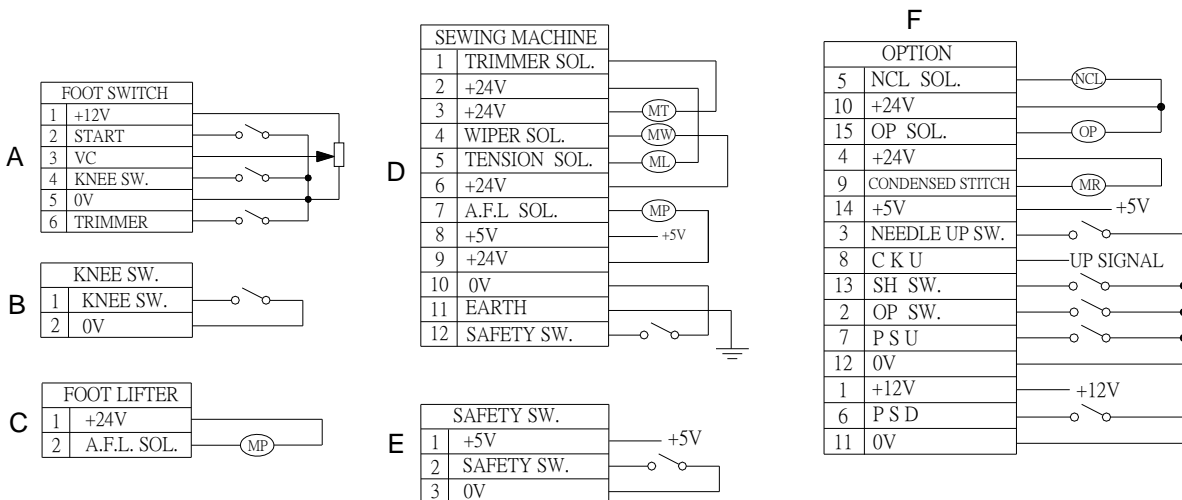 A
FOOT SWITCH
1 +12V
2 START
3 VC
4 KNEE SW.
5 0V
6 TRIMMER
B
KNEE SW.
1 KNEE SW.
2 0V
C
FOOT LIFTER
1 +24V
2 A.F.L. SOL. MP
D
SEWING MACHINE
1 TRIMMER SOL.
2 +24V
3 +24V MT
4 WIPER SOL. MW
5 TENSION SOL. ML
6 +24V
7 A.F.L SOL. MP
8 +5V +5V
9 +24V
10 0V
11 EARTH
12 SAFETY SW.
E
SAFETY SW.
1 +5V +5V
2 SAFETY SW.
3 0V
F
OPTION
5 NCL SOL. NCL
10 +24V
15 OP SOL. OP
4 +24V
9 CONDENSED STITCH MR
14 +5V +5V
3 NEEDLE UP SW.
8 C K U UP SIGNAL
13 SH SW.
2 OP SW.
7 P S U
12 0V
1 +12V +12V
6 P S D
11 0V